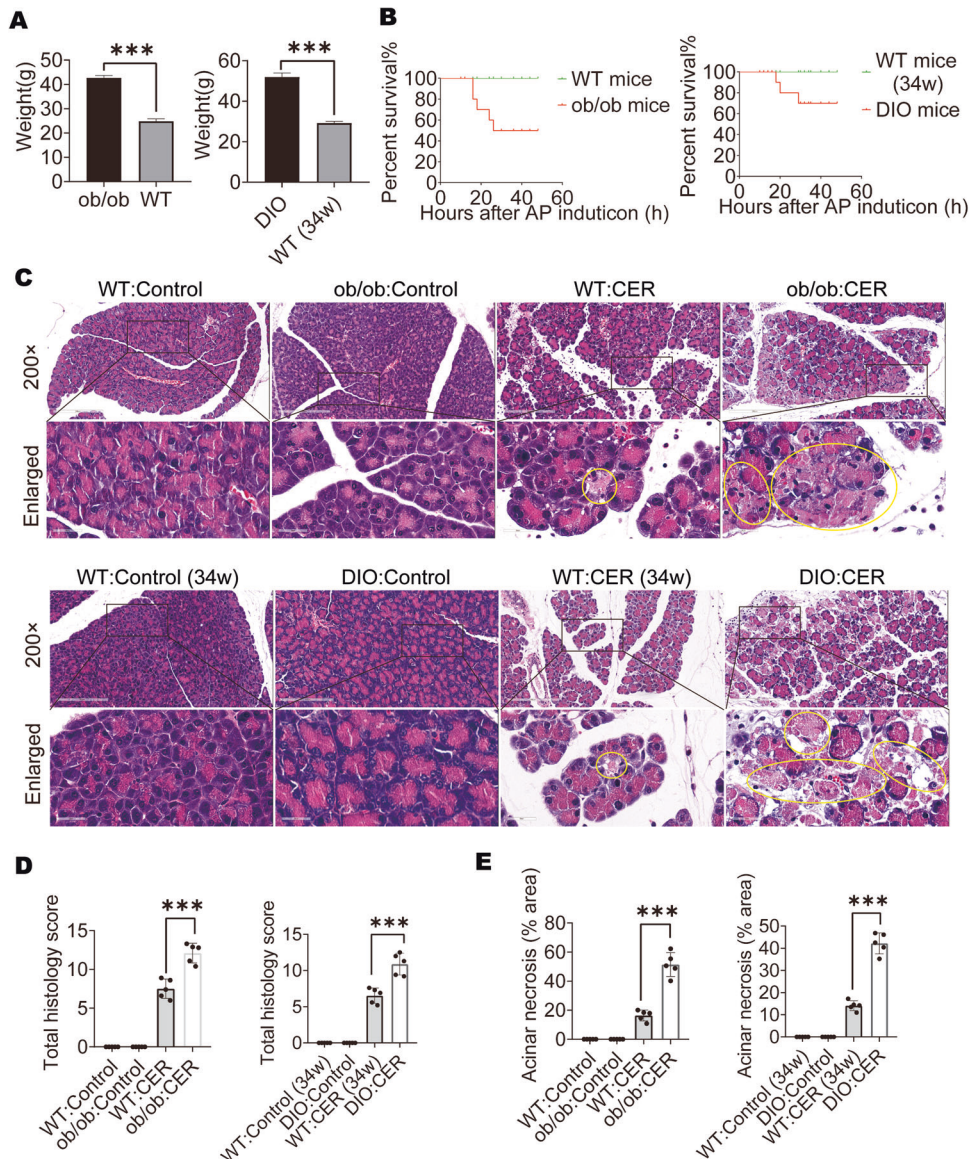 A
***
Weight(g)
50
40
30
20
10
0
ob/ob
WT
***
Weight(g)
60
40
20
0
DIO
WT (34w)
B
Percent survival%
100
80
60
40
20
0
0
20
40
60
WT mice
ob/ob mice
Hours after AP induticon (h)
Percent survival%
100
80
60
40
20
0
0
20
40
60
WT mice
(34w)
DIO mice
Hours after AP induticon (h)
C
WT:Control
ob/ob:Control
WT:CER
ob/ob:CER
200×
Enlarged
WT:Control (34w)
DIO:Control
WT:CER (34w)
DIO:CER
200×
Enlarged
D
Total histology score
15
10
5
0
***
WT:Control
ob/ob:Control
WT:CER
ob/ob:CER
Total histology score
15
10
5
0
***
WT:Control (34w)
DIO:Control
WT:CER (34w)
DIO:CER
E
Acinar necrosis (% area)
80
60
40
20
0
***
WT:Control
ob/ob:Control
WT:CER
ob/ob:CER
Acinar necrosis (% area)
50
40
30
20
10
0
***
WT:Control (34w)
DIO:Control
WT:CER (34w)
DIO:CER